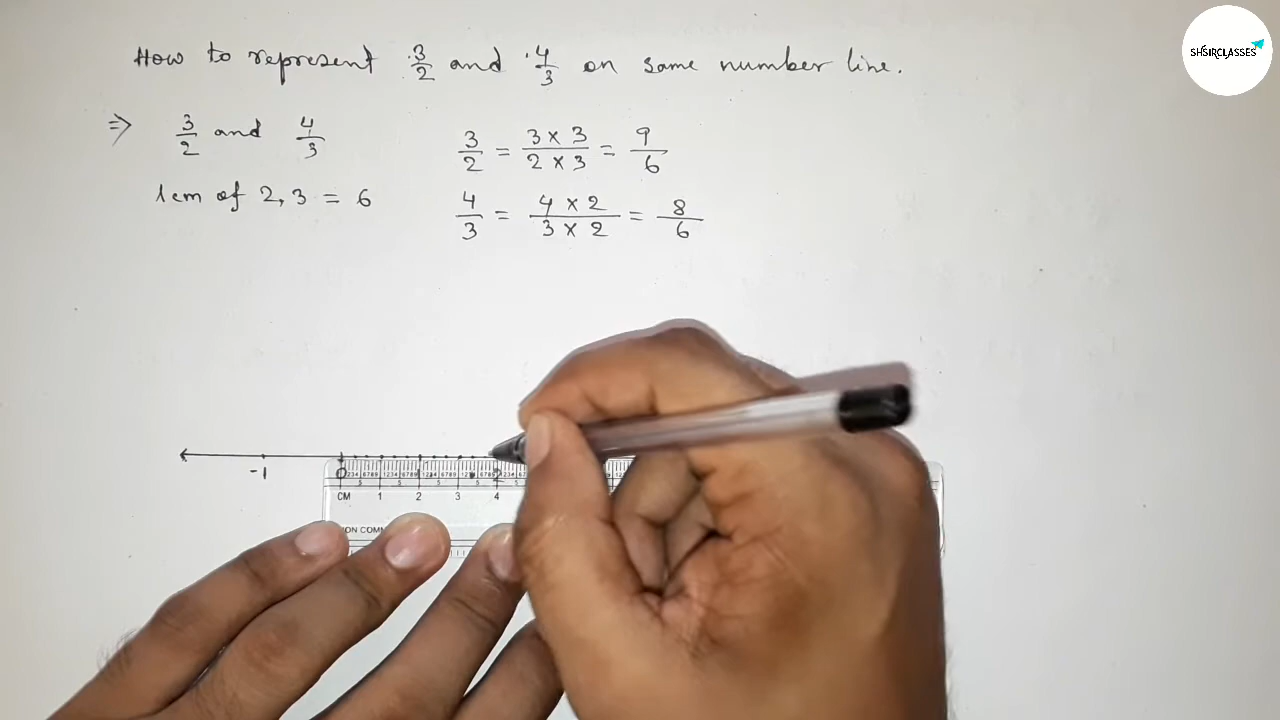 How to represent 3/2 and 4/3 on same number line.
SHSIRCLASSES
⇒ 3/2 and 4/3
lcm of 2, 3 = 6
3/2 = 3 × 3 / 2 × 3 = 9/6
4/3 = 4 × 2 / 3 × 2 = 8/6
-1 0 2
CM 1 2 3 4